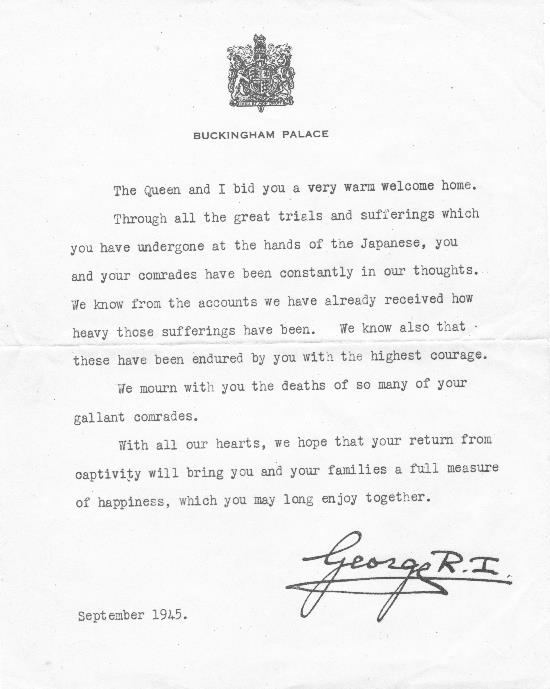 BUCKINGHAM PALACE
The Queen and I bid you a very warm welcome home.
Through all the great trials and sufferings which
you have undergone at the hands of the Japanese, you
and your comrades have been constantly in our thoughts.
We know from the accounts we have already received how
heavy those sufferings have been. We know also that
these have been endured by you with the highest courage.
We mourn with you the deaths of so many of your
gallant comrades.
With all our hearts, we hope that your return from
captivity will bring you and your families a full measure
of happiness, which you may long enjoy together.
George R.I.
September 1945.